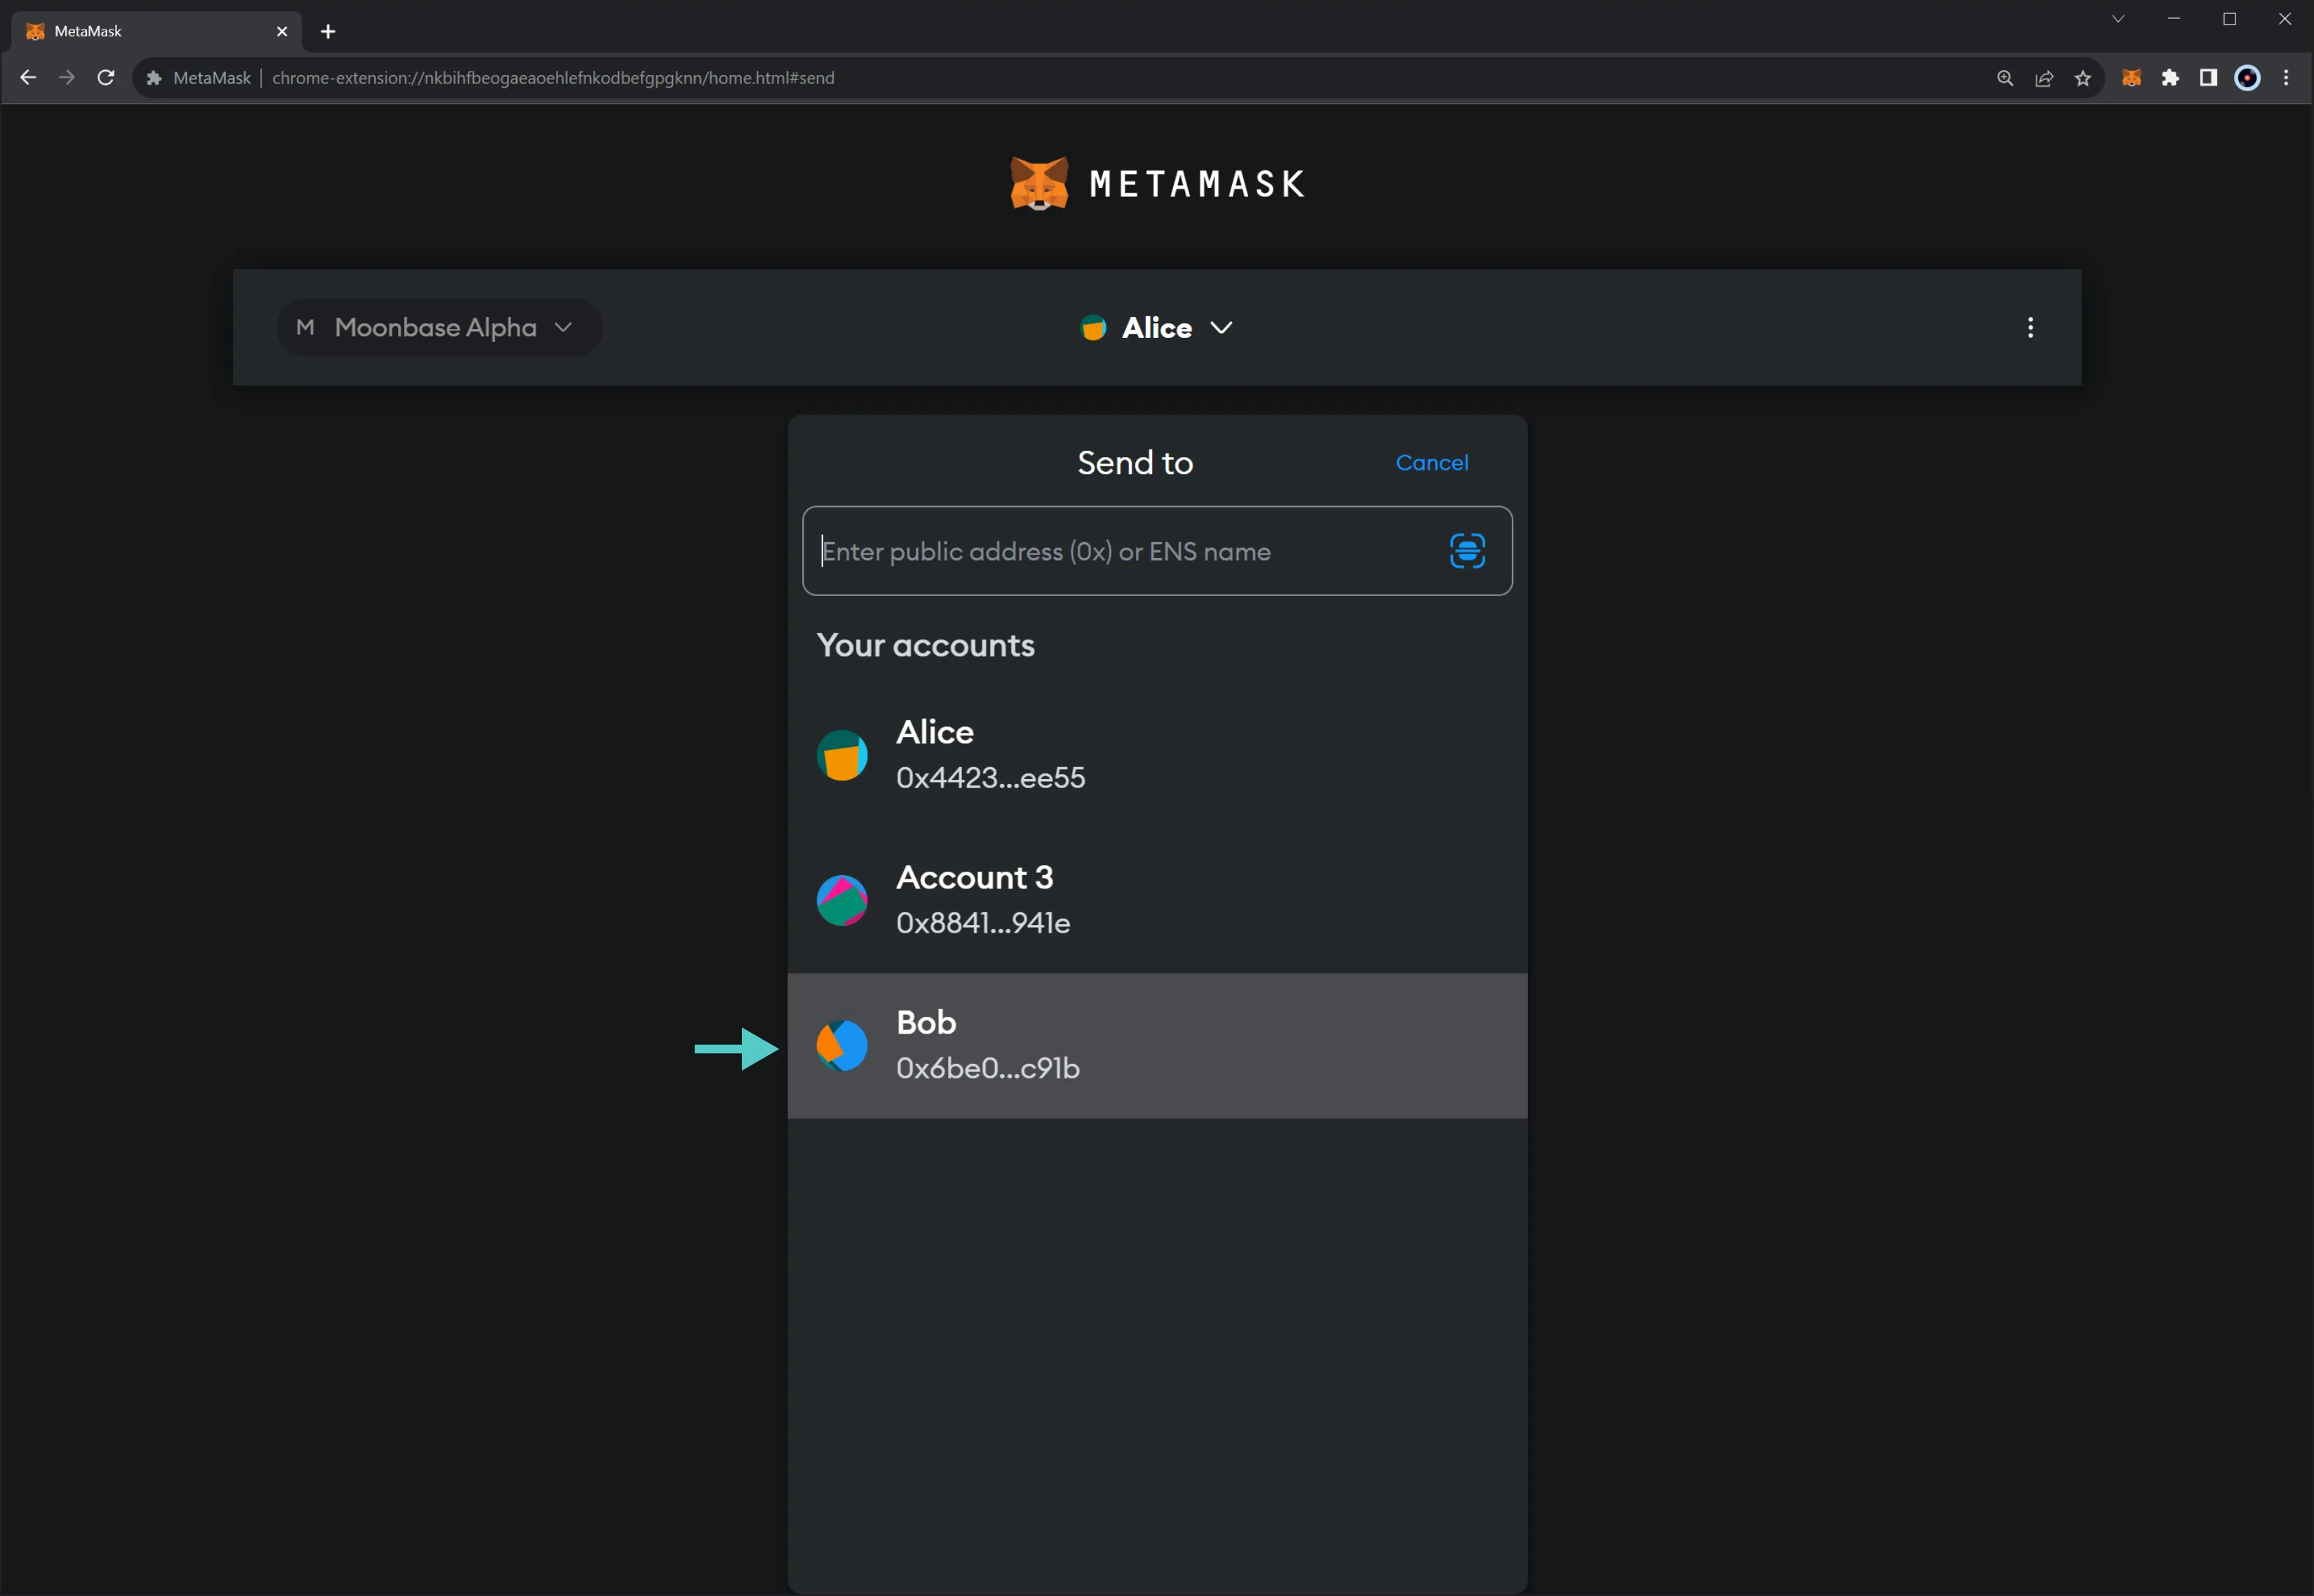 MetaMask
MetaMask | chrome-extension://nkbihfbeogaeaoehlefnkodbefgpgknn/home.html#send
METAMASK
M Moonbase Alpha
Alice
Send to
Cancel
Enter public address (0x) or ENS name
Your accounts
Alice
0x4423...ee55
Account 3
0x8841...941e
Bob
0x6be0...c91b